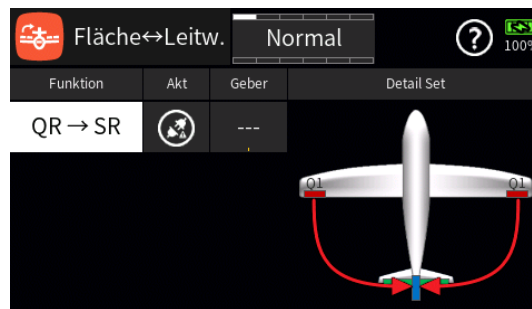 Fläche↔Leitw.
Normal
?
100%
Funktion Akt Geber Detail Set
QR → SR ---
Q1 Q1